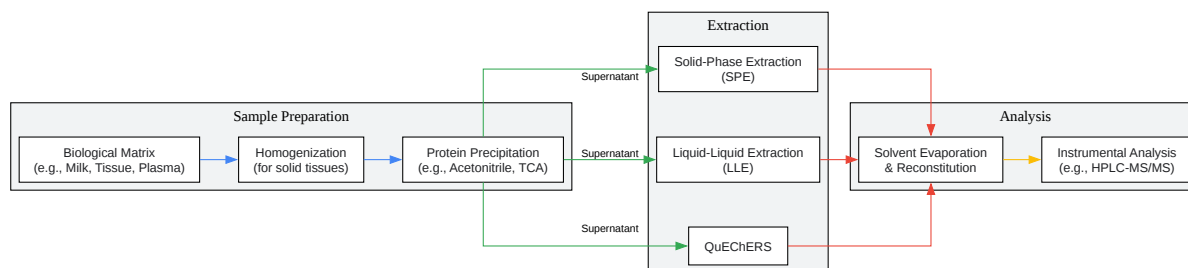 Extraction
Solid-Phase Extraction
(SPE)
Supernatant
Sample Preparation
Analysis
Biological Matrix
(e.g., Milk, Tissue, Plasma)
Homogenization
(for solid tissues)
Protein Precipitation
(e.g., Acetonitrile, TCA)
Supernatant
Liquid-Liquid Extraction
(LLE)
Solvent Evaporation
& Reconstitution
Instrumental Analysis
(e.g., HPLC-MS/MS)
Supernatant
QuEChERS